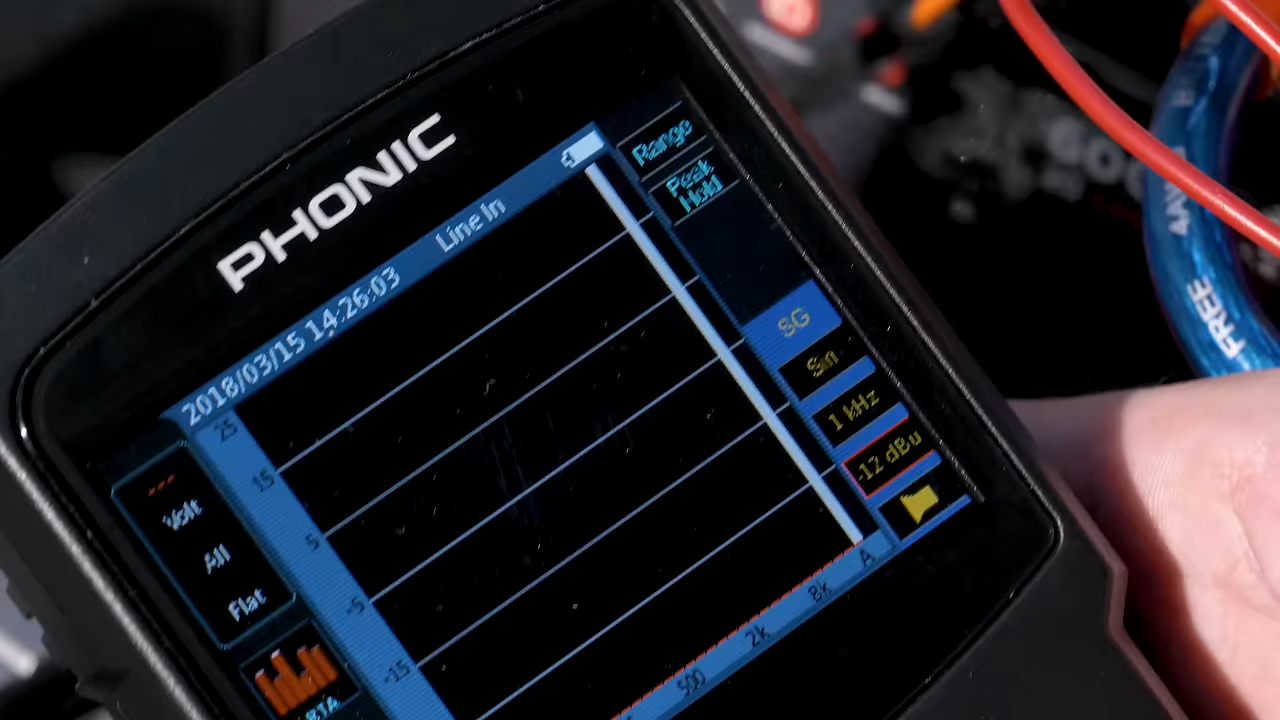 PHONIC
2018/03/15 14:26:03 Line In
Range
Peak
Hold
25
15
5
-5
-15
---
Volt
All
Flat
RTA
SG
Sin
1 kHz
-12 dBu
500
2k
8k
A
FREE